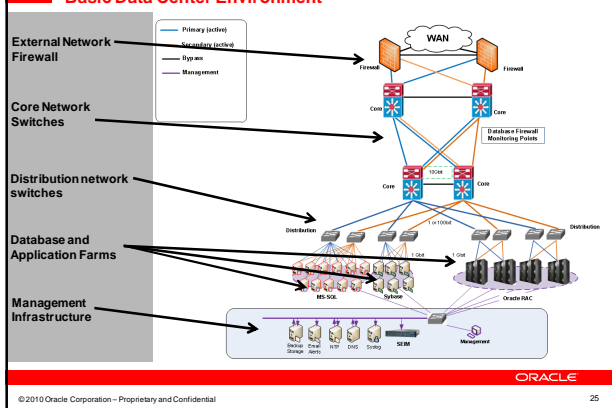 Basic Data Center Environment
External Network
Firewall
Core Network
Switches
Distribution network
switches
Database and
Application Farms
Management
Infrastructure
Primary (active)
Secondary (active)
Bypass
Management
WAN
Firewall
Firewall
Core
Core
Database Firewall
Monitoring Points
10Gbit
Core
Core
Distribution
1 or 10Gbit
Distribution
1 Gbit
1 Gbit
MS-SQL
Sybase
Oracle RAC
Backup
Storage
Email
Alerts
NTP
DNS
Syslog
SEIM
Management
ORACLE
© 2010 Oracle Corporation – Proprietary and Confidential
25